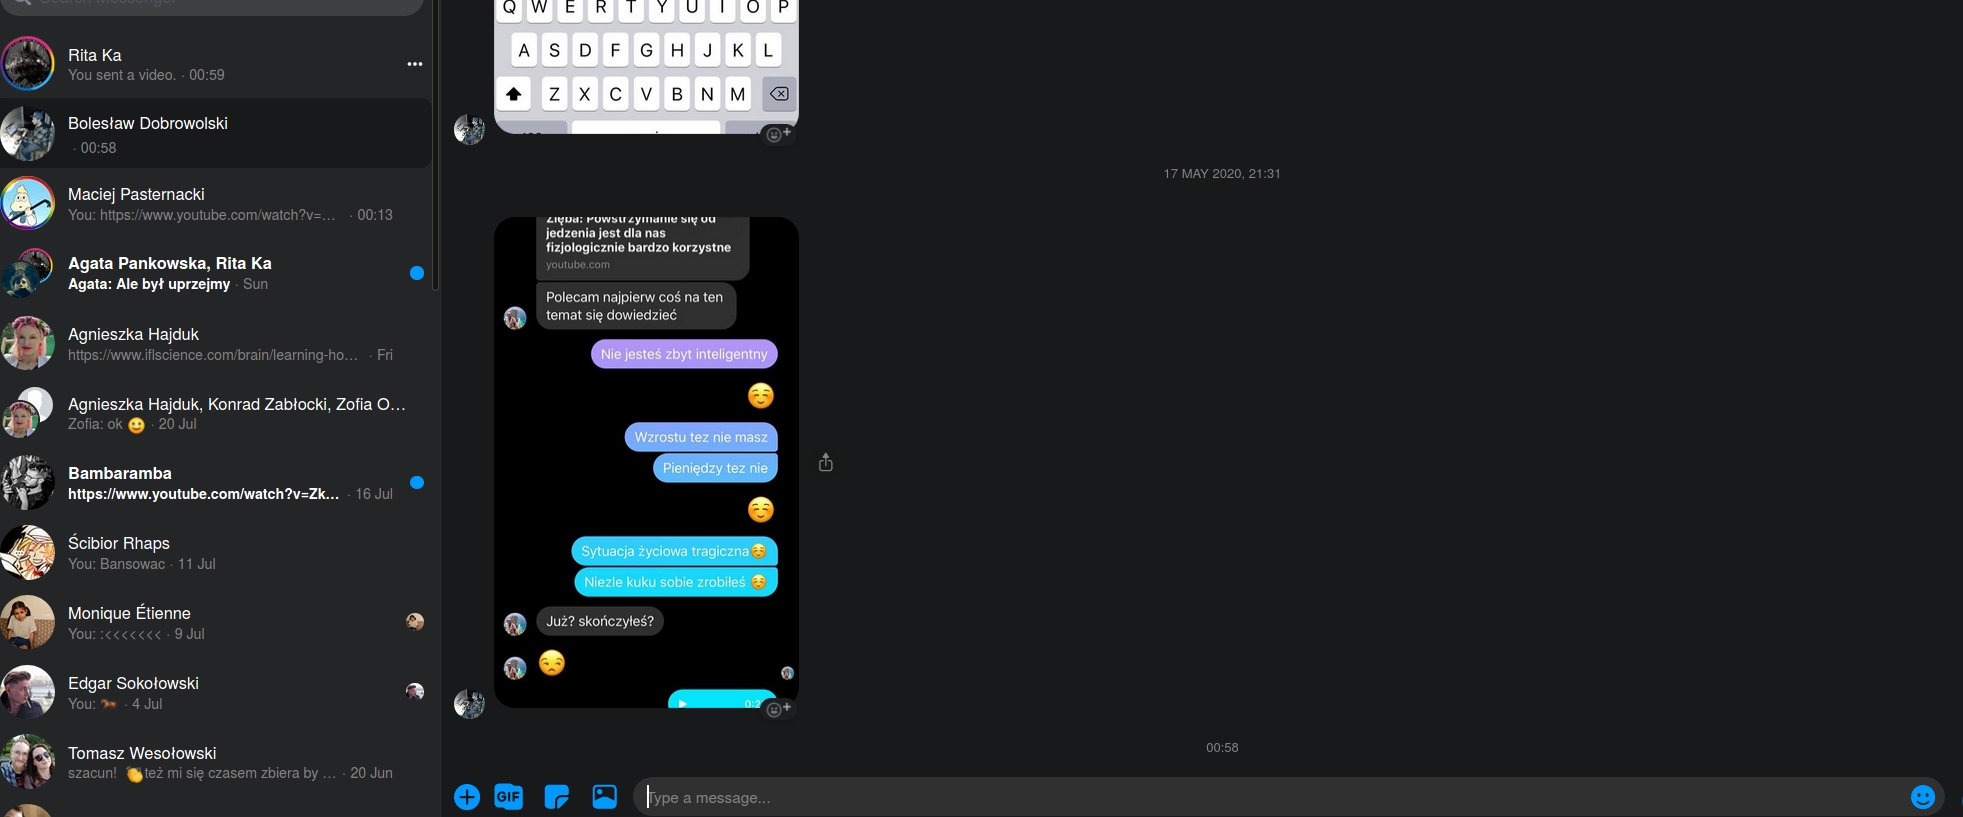 Search Messenger
Rita Ka
You sent a video. · 00:59
Bolesław Dobrowolski
· 00:58
Maciej Pasternacki
You: https://www.youtube.com/watch?v=... · 00:13
Agata Pankowska, Rita Ka
Agata: Ale był uprzejmy · Sun
Agnieszka Hajduk
https://www.iflscience.com/brain/learning-ho... · Fri
Agnieszka Hajduk, Konrad Zabłocki, Zofia O...
Zofia: ok 😀 · 20 Jul
Bambaramba
https://www.youtube.com/watch?v=Zk... · 16 Jul
Ścibior Rhaps
You: Bansowac · 11 Jul
Monique Étienne
You: :<<<<<<< · 9 Jul
Edgar Sokołowski
You: 🐎 · 4 Jul
Tomasz Wesołowski
szacun! 👏też mi się czasem zbiera by ... · 20 Jun
Q W E R T Y U I O P
A S D F G H J K L
Z X C V B N M
17 MAY 2020, 21:31
Zięba: Powstrzymanie się od
jedzenia jest dla nas
fizjologicznie bardzo korzystne
youtube.com
Polecam najpierw coś na ten
temat się dowiedzieć
Nie jesteś zbyt inteligentny
☺️
Wzrostu tez nie masz
Pieniędzy tez nie
☺️
Sytuacja życiowa tragiczna☺️
Niezle kuku sobie zrobiłeś ☺️
Już? skończyłeś?
😒
00:58
GIF
Type a message...